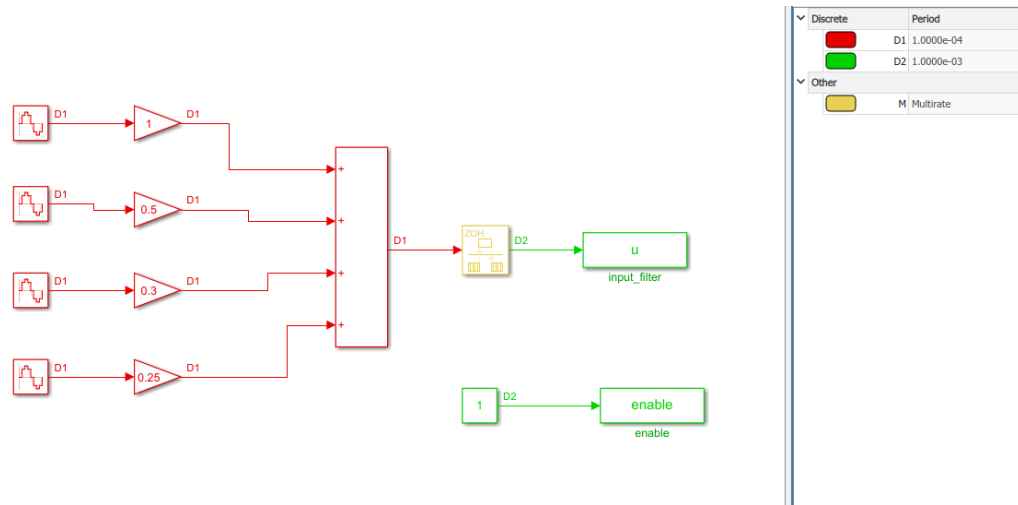 Discrete Period
D1 1.0000e-04
D2 1.0000e-03
Other
M Multirate
D1 1 D1
D1 0.5 D1
D1 0.3 D1
D1 0.25 D1
+
+
+
+
D1
ZOH
D2
u
input_filter
1
D2
enable
enable